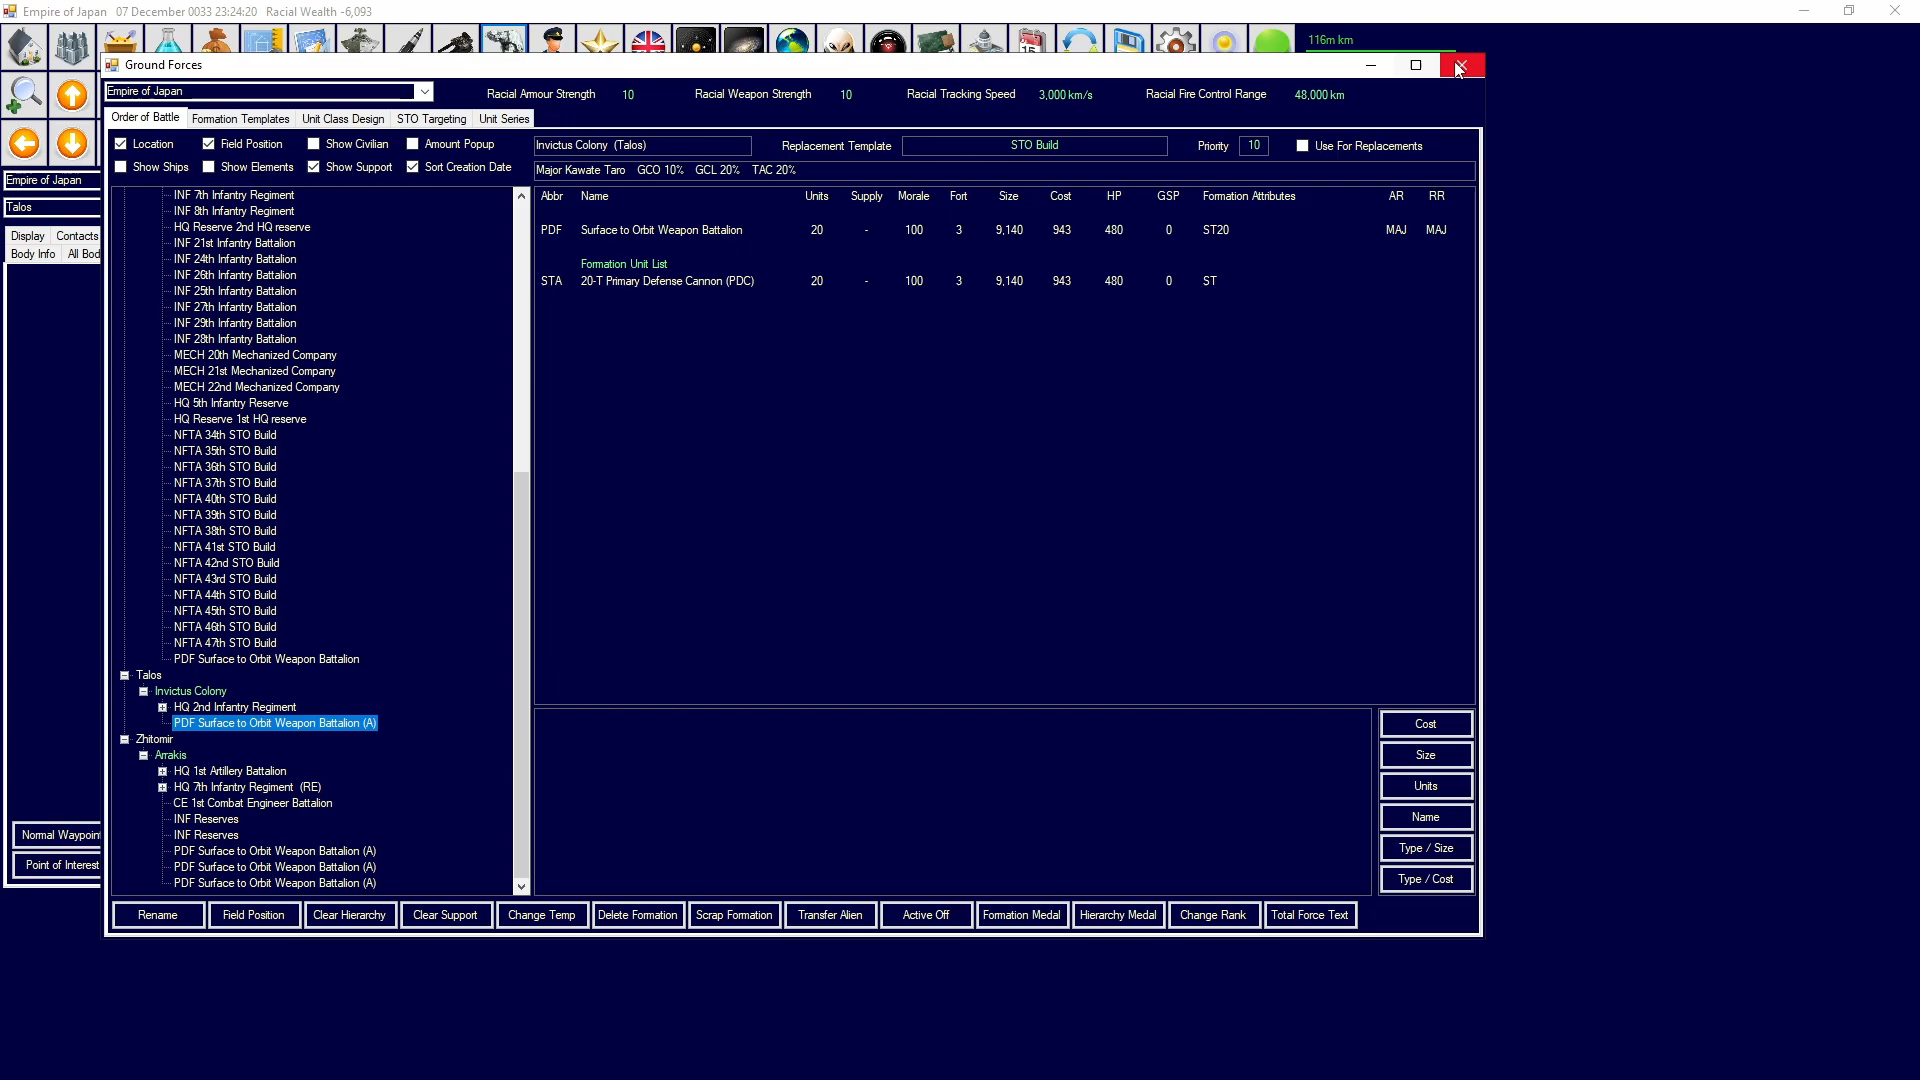 Empire of Japan   07 December 0033 23:24:20   Racial Wealth -6,093
116m km
Ground Forces
Empire of Japan
Racial Armour Strength 10 Racial Weapon Strength 10 Racial Tracking Speed 3,000 km/s Racial Fire Control Range 48,000 km
Order of Battle Formation Templates Unit Class Design STO Targeting Unit Series
Location Field Position Show Civilian Amount Popup
Show Ships Show Elements Show Support Sort Creation Date
Invictus Colony (Talos) Replacement Template STO Build Priority 10 Use For Replacements
Major Kawate Taro GCO 10% GCL 20% TAC 20%
Empire of Japan
Talos
Display Contacts
Body Info All Bod
Normal Waypoint
Point of Interest
INF 7th Infantry Regiment
INF 8th Infantry Regiment
HQ Reserve 2nd HQ reserve
INF 21st Infantry Battalion
INF 24th Infantry Battalion
INF 26th Infantry Battalion
INF 25th Infantry Battalion
INF 27th Infantry Battalion
INF 29th Infantry Battalion
INF 28th Infantry Battalion
MECH 20th Mechanized Company
MECH 21st Mechanized Company
MECH 22nd Mechanized Company
HQ 5th Infantry Reserve
HQ Reserve 1st HQ reserve
NFTA 34th STO Build
NFTA 35th STO Build
NFTA 36th STO Build
NFTA 37th STO Build
NFTA 40th STO Build
NFTA 39th STO Build
NFTA 38th STO Build
NFTA 41st STO Build
NFTA 42nd STO Build
NFTA 43rd STO Build
NFTA 44th STO Build
NFTA 45th STO Build
NFTA 46th STO Build
NFTA 47th STO Build
PDF Surface to Orbit Weapon Battalion
Talos
Invictus Colony
HQ 2nd Infantry Regiment
PDF Surface to Orbit Weapon Battalion (A)
Zhitomir
Arrakis
HQ 1st Artillery Battalion
HQ 7th Infantry Regiment (RE)
CE 1st Combat Engineer Battalion
INF Reserves
INF Reserves
PDF Surface to Orbit Weapon Battalion (A)
PDF Surface to Orbit Weapon Battalion (A)
PDF Surface to Orbit Weapon Battalion (A)
Abbr Name Units Supply Morale Fort Size Cost HP GSP Formation Attributes AR RR
PDF Surface to Orbit Weapon Battalion 20 - 100 3 9,140 943 480 0 ST20 MAJ MAJ
Formation Unit List
STA 20-T Primary Defense Cannon (PDC) 20 - 100 3 9,140 943 480 0 ST
Cost
Size
Units
Name
Type / Size
Type / Cost
Rename Field Position Clear Hierarchy Clear Support Change Temp Delete Formation Scrap Formation Transfer Alien Active Off Formation Medal Hierarchy Medal Change Rank Total Force Text